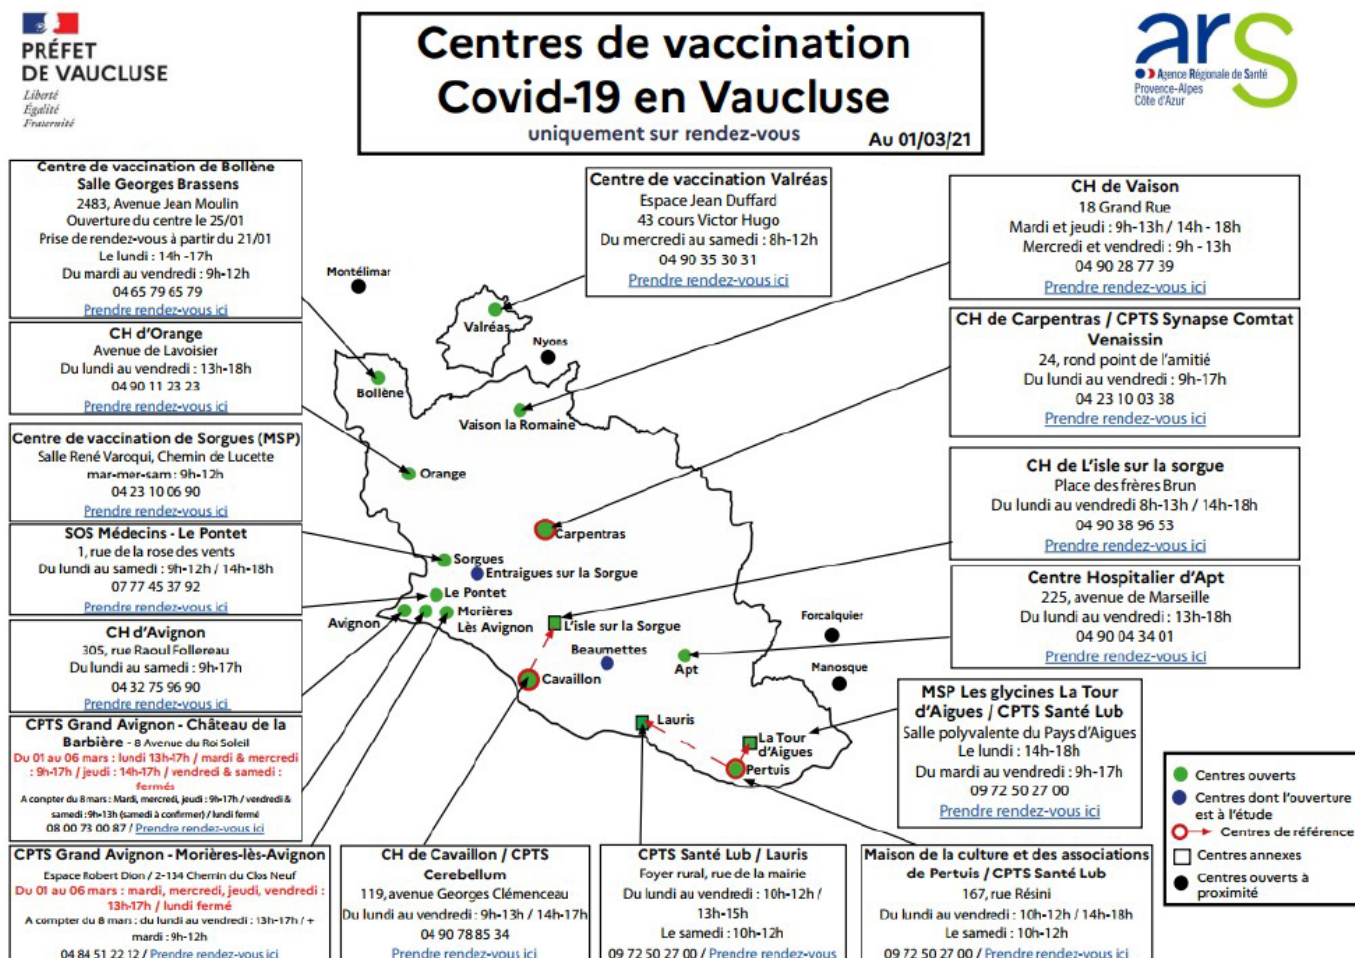 PRÉFET
DE VAUCLUSE
Liberté
Égalité
Fraternité
Centres de vaccination
Covid-19 en Vaucluse
uniquement sur rendez-vous
Au 01/03/21
ars
Agence Régionale de Santé
Provence-Alpes
Côte d'Azur
Centre de vaccination de Bollène
Salle Georges Brassens
2483, Avenue Jean Moulin
Ouverture du centre le 25/01
Prise de rendez-vous à partir du 21/01
Le lundi : 14h -17h
Du mardi au vendredi : 9h-12h
04 65 79 65 79
Prendre rendez-vous ici
CH d'Orange
Avenue de Lavoisier
Du lundi au vendredi : 13h-18h
04 90 11 23 23
Prendre rendez-vous ici
Centre de vaccination de Sorgues (MSP)
Salle René Varoqui, Chemin de Lucette
mar-mer-sam : 9h-12h
04 23 10 06 90
Prendre rendez-vous ici
SOS Médecins - Le Pontet
1, rue de la rose des vents
Du lundi au samedi : 9h-12h / 14h-18h
07 77 45 37 92
Prendre rendez-vous ici
CH d'Avignon
305, rue Raoul Follereau
Du lundi au samedi : 9h-17h
04 32 75 96 90
Prendre rendez-vous ici
CPTS Grand Avignon - Château de la
Barbière - 8 Avenue du Roi Soleil
Du 01 au 06 mars : lundi 13h-17h / mardi & mercredi
: 9h-17h / jeudi : 14h-17h / vendredi & samedi :
fermés
A compter du 8 mars : Mardi, mercredi, jeudi : 9h-17h / vendredi &
samedi : 9h-13h (samedi à confirmer) / lundi fermé
08 00 73 00 87 / Prendre rendez-vous ici
CPTS Grand Avignon - Morières-lès-Avignon
Espace Robert Dion / 2-134 Chemin du Clos Neuf
Du 01 au 06 mars : mardi, mercredi, jeudi, vendredi :
13h-17h / lundi fermé
A compter du 8 mars : du lundi au vendredi : 13h-17h / +
mardi : 9h-12h
04 84 51 22 12 / Prendre rendez-vous ici
Centre de vaccination Valréas
Espace Jean Duffard
43 cours Victor Hugo
Du mercredi au samedi : 8h-12h
04 90 35 30 31
Prendre rendez-vous ici
CH de Vaison
18 Grand Rue
Mardi et jeudi : 9h-13h / 14h - 18h
Mercredi et vendredi : 9h - 13h
04 90 28 77 39
Prendre rendez-vous ici
CH de Carpentras / CPTS Synapse Comtat
Venaissin
24, rond point de l'amitié
Du lundi au vendredi : 9h-17h
04 23 10 03 38
Prendre rendez-vous ici
CH de L'isle sur la sorgue
Place des frères Brun
Du lundi au vendredi 8h-13h / 14h-18h
04 90 38 96 53
Prendre rendez-vous ici
Centre Hospitalier d'Apt
225, avenue de Marseille
Du lundi au vendredi : 13h-18h
04 90 04 34 01
Prendre rendez-vous ici
MSP Les glycines La Tour
d'Aigues / CPTS Santé Lub
Salle polyvalente du Pays d'Aigues
Le lundi : 14h-18h
Du mardi au vendredi : 9h-17h
09 72 50 27 00
Prendre rendez-vous ici
CH de Cavaillon / CPTS
Cerebellum
119, avenue Georges Clémenceau
Du lundi au vendredi : 9h-13h / 14h-17h
04 90 78 85 34
Prendre rendez-vous ici
CPTS Santé Lub / Lauris
Foyer rural, rue de la mairie
Du lundi au vendredi : 10h-12h /
13h-15h
Le samedi : 10h-12h
09 72 50 27 00 / Prendre rendez-vous
Maison de la culture et des associations
de Pertuis / CPTS Santé Lub
167, rue Résini
Du lundi au vendredi : 10h-12h / 14h-18h
Le samedi : 10h-12h
09 72 50 27 00 / Prendre rendez-vous ici
Montélimar
Valréas
Nyons
Bollène
Vaison la Romaine
Orange
Carpentras
Sorgues
Entraigues sur la Sorgue
Le Pontet
Avignon
Morières
Lès Avignon
L'isle sur la Sorgue
Beaumettes
Forcalquier
Apt
Manosque
Cavaillon
Lauris
La Tour
d'Aigues
Pertuis
Centres ouverts
Centres dont l'ouverture
est à l'étude
Centres de référence
Centres annexes
Centres ouverts à
proximité